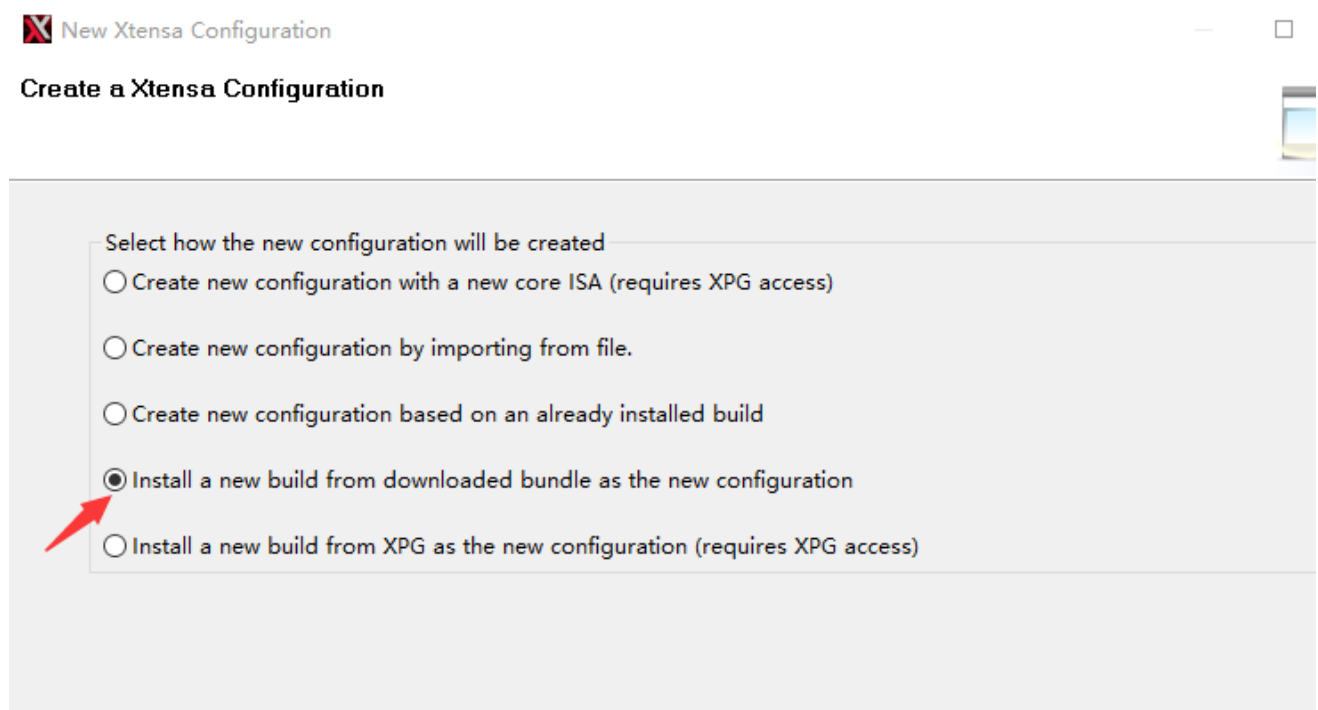 New Xtensa Configuration
Create a Xtensa Configuration
Select how the new configuration will be created
Create new configuration with a new core ISA (requires XPG access)
Create new configuration by importing from file.
Create new configuration based on an already installed build
Install a new build from downloaded bundle as the new configuration
Install a new build from XPG as the new configuration (requires XPG access)